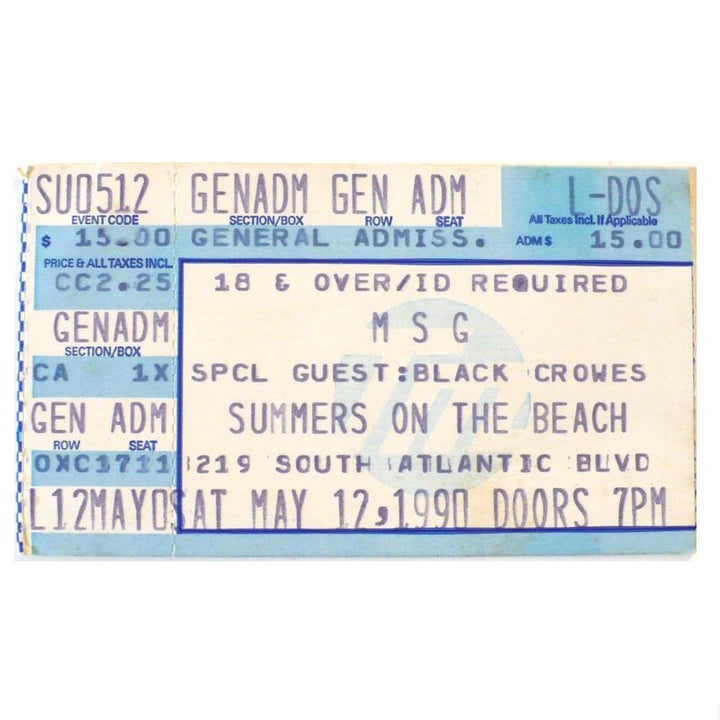 SU0512 GENADM GEN ADM L-DOS
EVENT CODE SECTION/BOX ROW SEAT All Taxes Incl. If Applicable
$ 15.00 GENERAL ADMISS. ADM$ 15.00
PRICE & ALL TAXES INCL.
CC2.25 18 & OVER/ID REQUIRED
GENADM M S G
SECTION/BOX
CA 1X SPCL GUEST:BLACK CROWES
GEN ADM SUMMERS ON THE BEACH
ROW SEAT
OXC1711 219 SOUTH ATLANTIC BLVD
L12MAYO SAT MAY 12,1990 DOORS 7PM